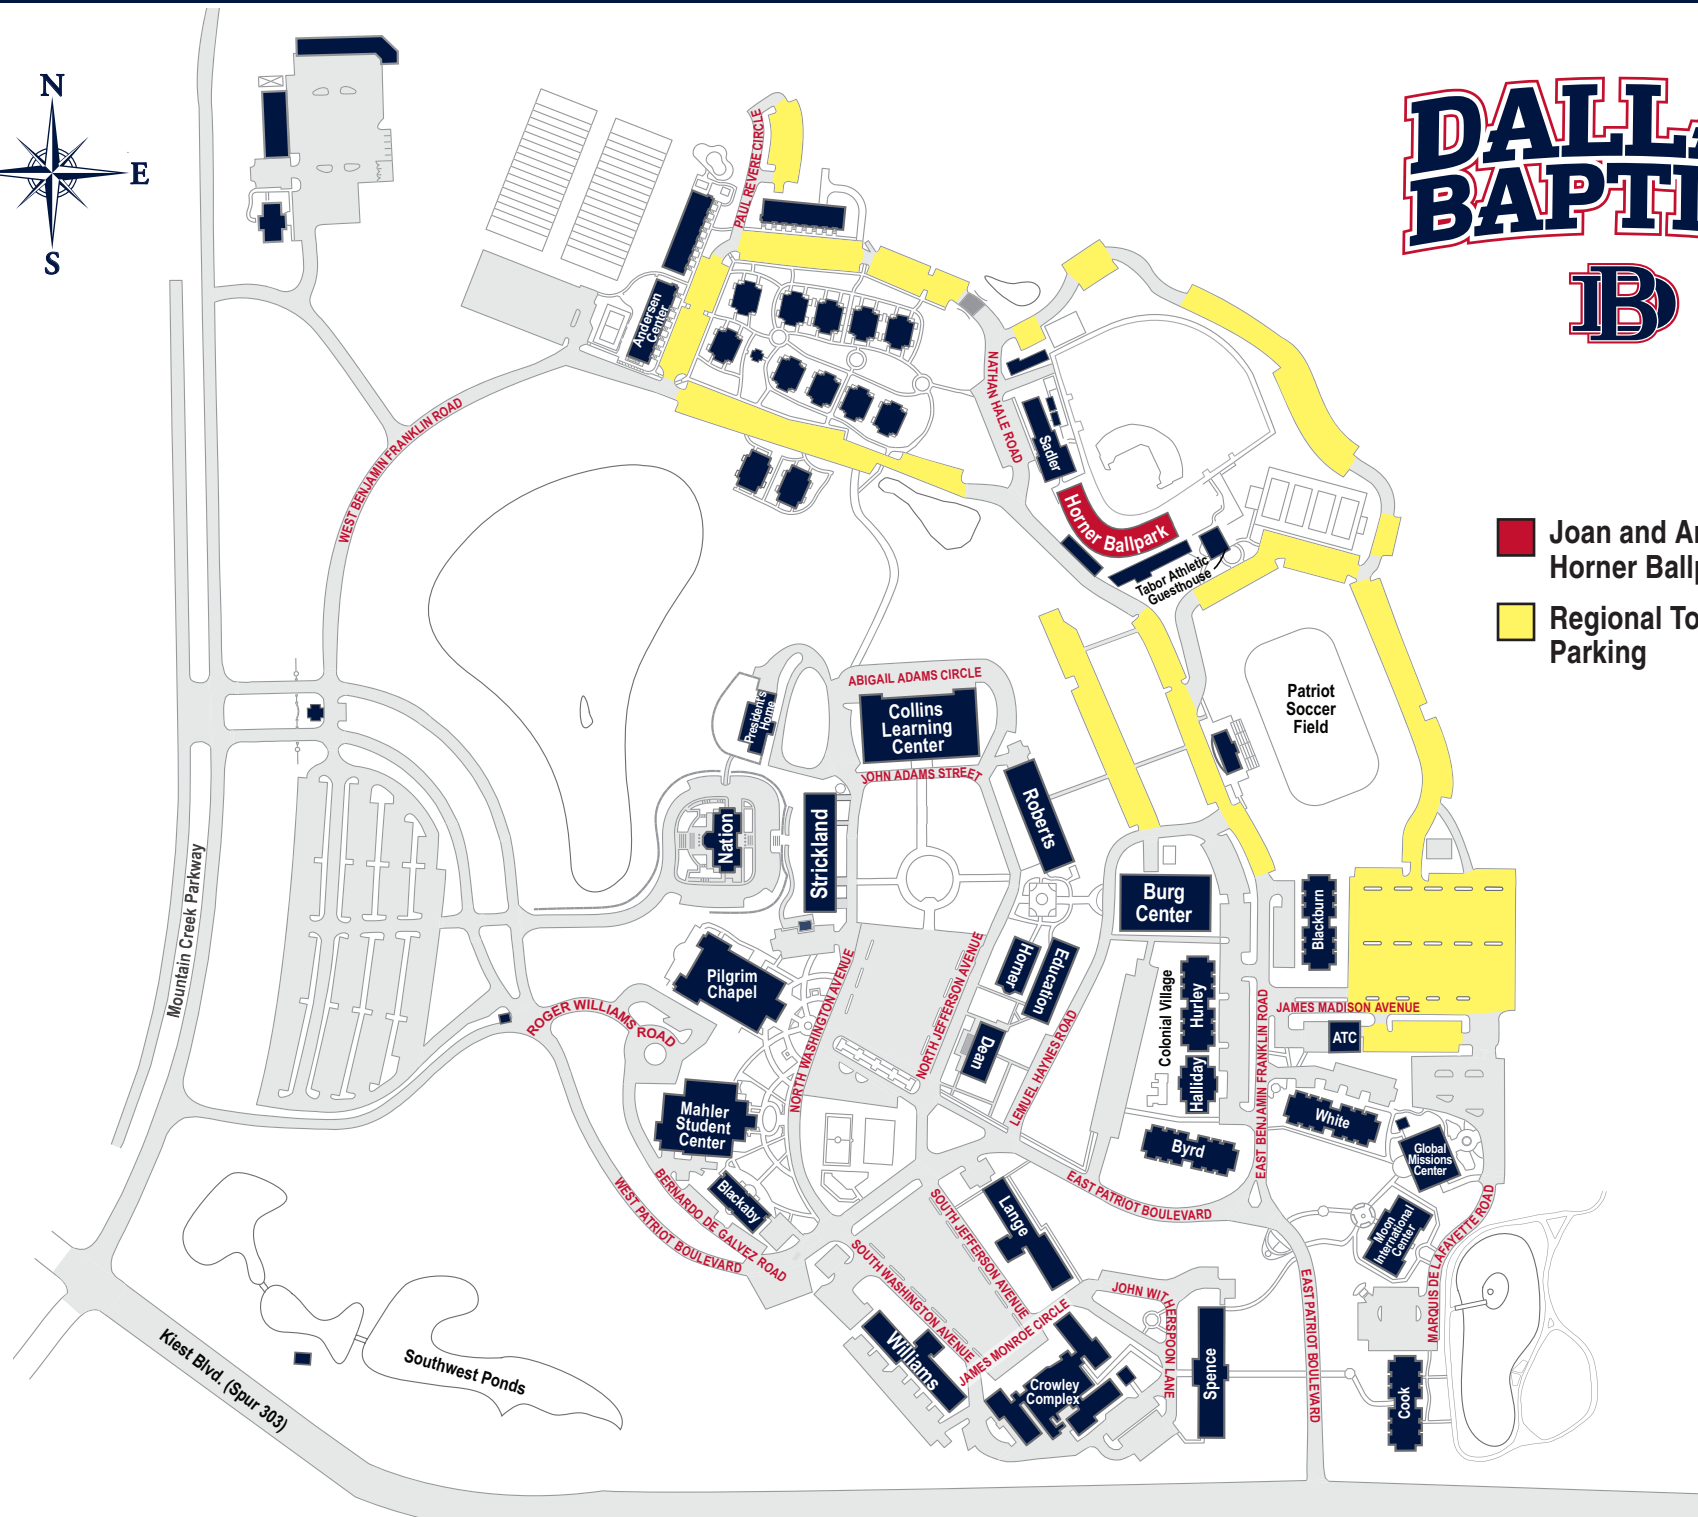 N
E
S
DALL
BAPTI
DB
PAUL REVERE CIRCLE
Andersen
Center
NATHAN HALE ROAD
Sadler
WEST BENJAMIN FRANKLIN ROAD
Horner Ballpark
Tabor Athletic
Guesthouse
Joan and
Horner Ball
Regional To
Parking
Patriot
Soccer
Field
ABIGAIL ADAMS CIRCLE
Collins
Learning
Center
JOHN ADAMS STREET
President's
Home
Nation
Strickland
Roberts
Burg
Center
Blackburn
Mountain Creek Parkway
Pilgrim
Chapel
Horner
Education
Dean
Colonial Village
Hurley
Halliday
JAMES MADISON AVENUE
ATC
ROGER WILLIAMS ROAD
NORTH WASHINGTON AVENUE
NORTH JEFFERSON AVENUE
LEMUEL HAYNES ROAD
EAST BENJAMIN FRANKLIN ROAD
Mahler
Student
Center
White
Byrd
Global
Missions
Center
Blackaby
BERNARDO DE GALVEZ ROAD
WEST PATRIOT BOULEVARD
EAST PATRIOT BOULEVARD
Lange
Moon
International
Center
MARQUIS DE LAFAYETTE ROAD
SOUTH WASHINGTON AVENUE
SOUTH JEFFERSON AVENUE
JAMES MONROE CIRCLE
JOHN WITHERSPOON LANE
EAST PATRIOT BOULEVARD
Williams
Crowley
Complex
Spence
Cook
Southwest Ponds
Kiest Blvd. (Spur 303)